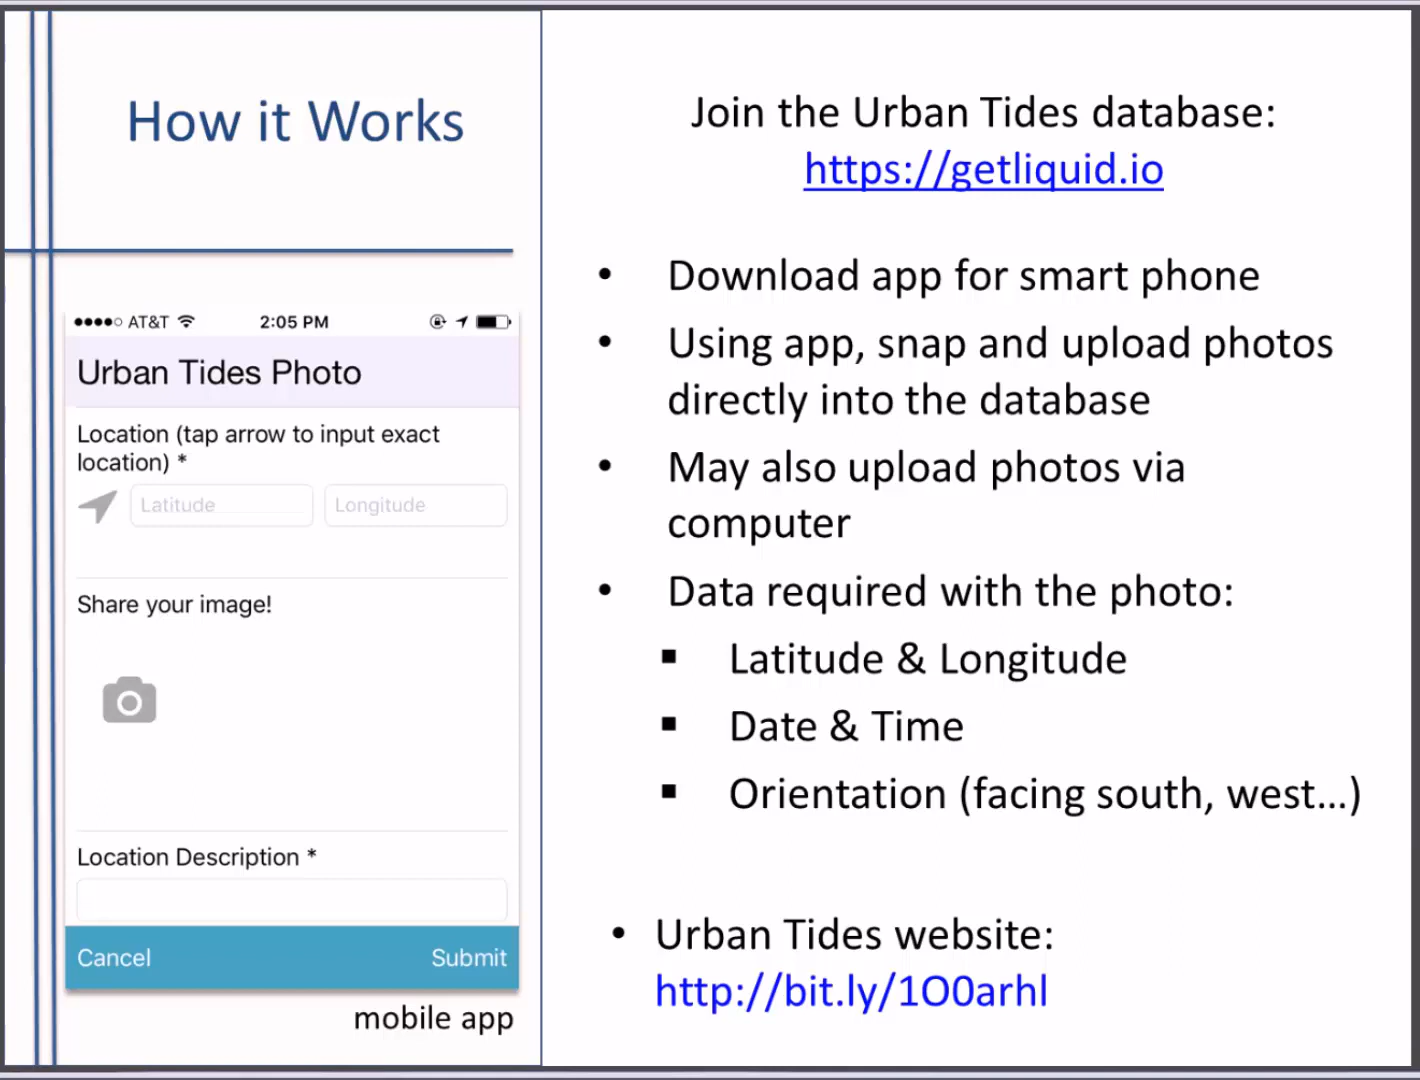 How it Works
AT&T 2:05 PM
Urban Tides Photo
Location (tap arrow to input exact
location) *
Latitude Longitude
Share your image!
Location Description *
Cancel Submit
mobile app
Join the Urban Tides database:
https://getliquid.io
• Download app for smart phone
• Using app, snap and upload photos
directly into the database
• May also upload photos via
computer
• Data required with the photo:
▪ Latitude & Longitude
▪ Date & Time
▪ Orientation (facing south, west...)
• Urban Tides website:
http://bit.ly/1O0arhl